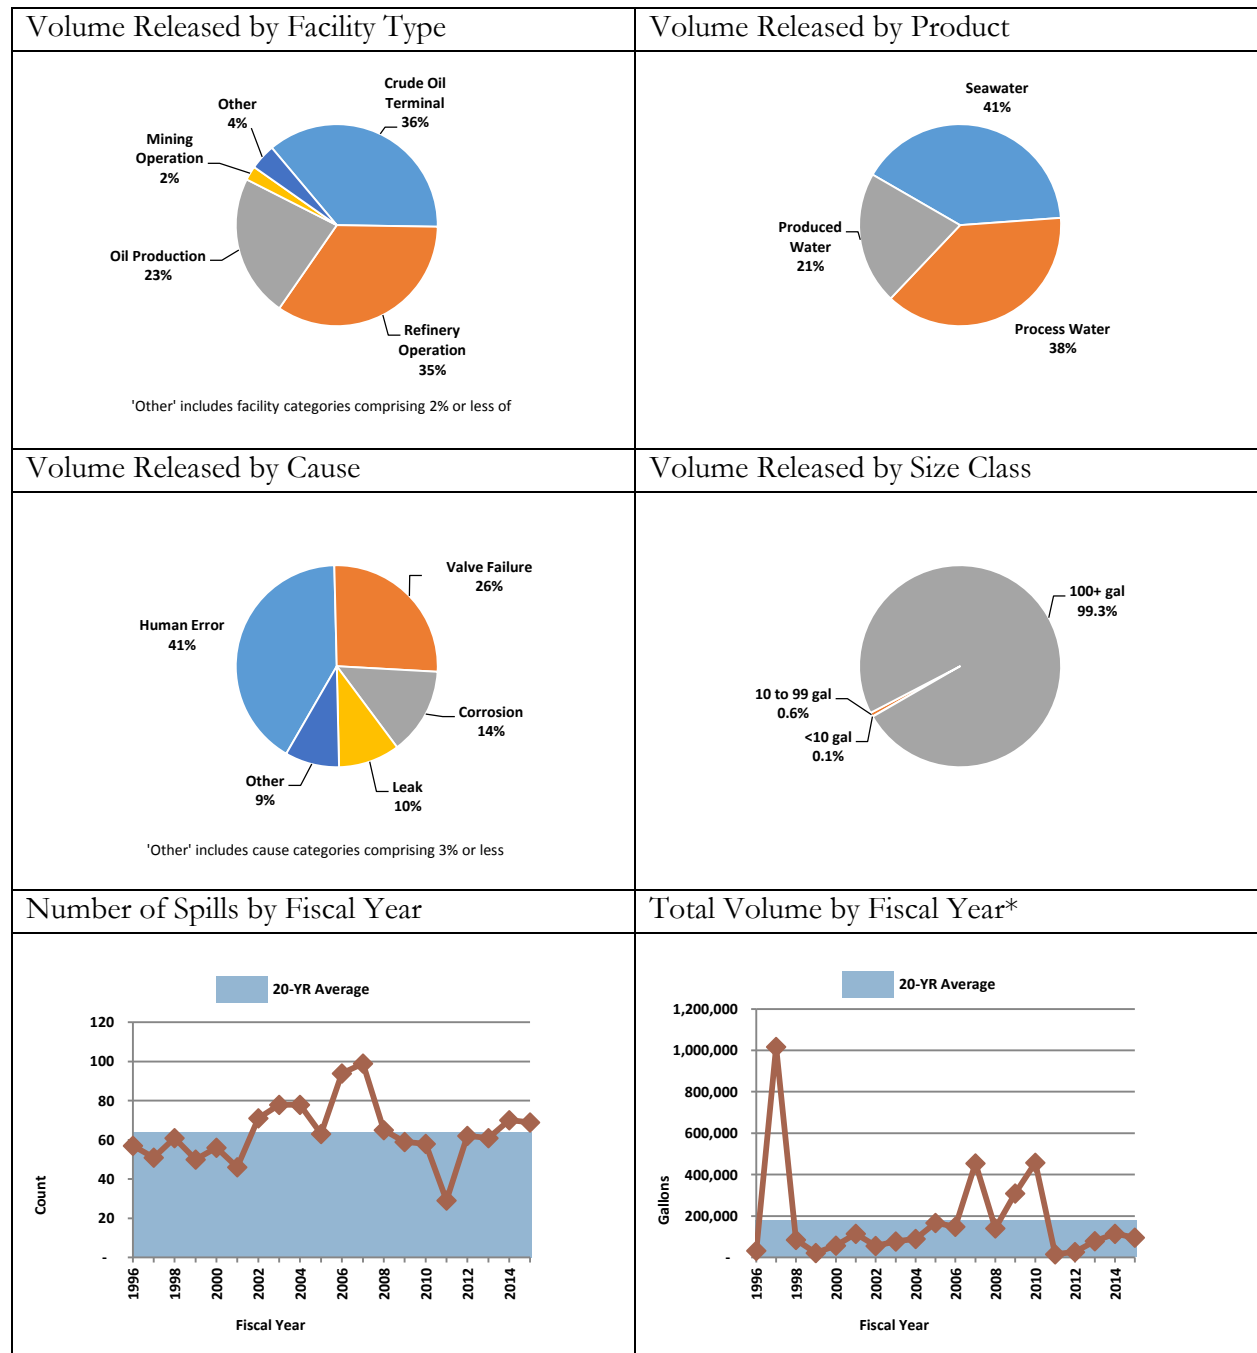 Volume Released by Facility Type
Volume Released by Product
Crude Oil
Terminal
36%
Other
4%
Mining
Operation
2%
Oil Production
23%
Refinery
Operation
35%
'Other' includes facility categories comprising 2% or less of
Seawater
41%
Produced
Water
21%
Process Water
38%
Volume Released by Cause
Volume Released by Size Class
Valve Failure
26%
Human Error
41%
Corrosion
14%
Other
9%
Leak
10%
'Other' includes cause categories comprising 3% or less
100+ gal
99.3%
10 to 99 gal
0.6%
<10 gal
0.1%
Number of Spills by Fiscal Year
Total Volume by Fiscal Year*
20-YR Average
120
100
80
60
40
20
-
Count
1996
1998
2000
2002
2004
2006
2008
2010
2012
2014
Fiscal Year
20-YR Average
1,200,000
1,000,000
800,000
600,000
400,000
200,000
-
Gallons
1996
1998
2000
2002
2004
2006
2008
2010
2012
2014
Fiscal Year